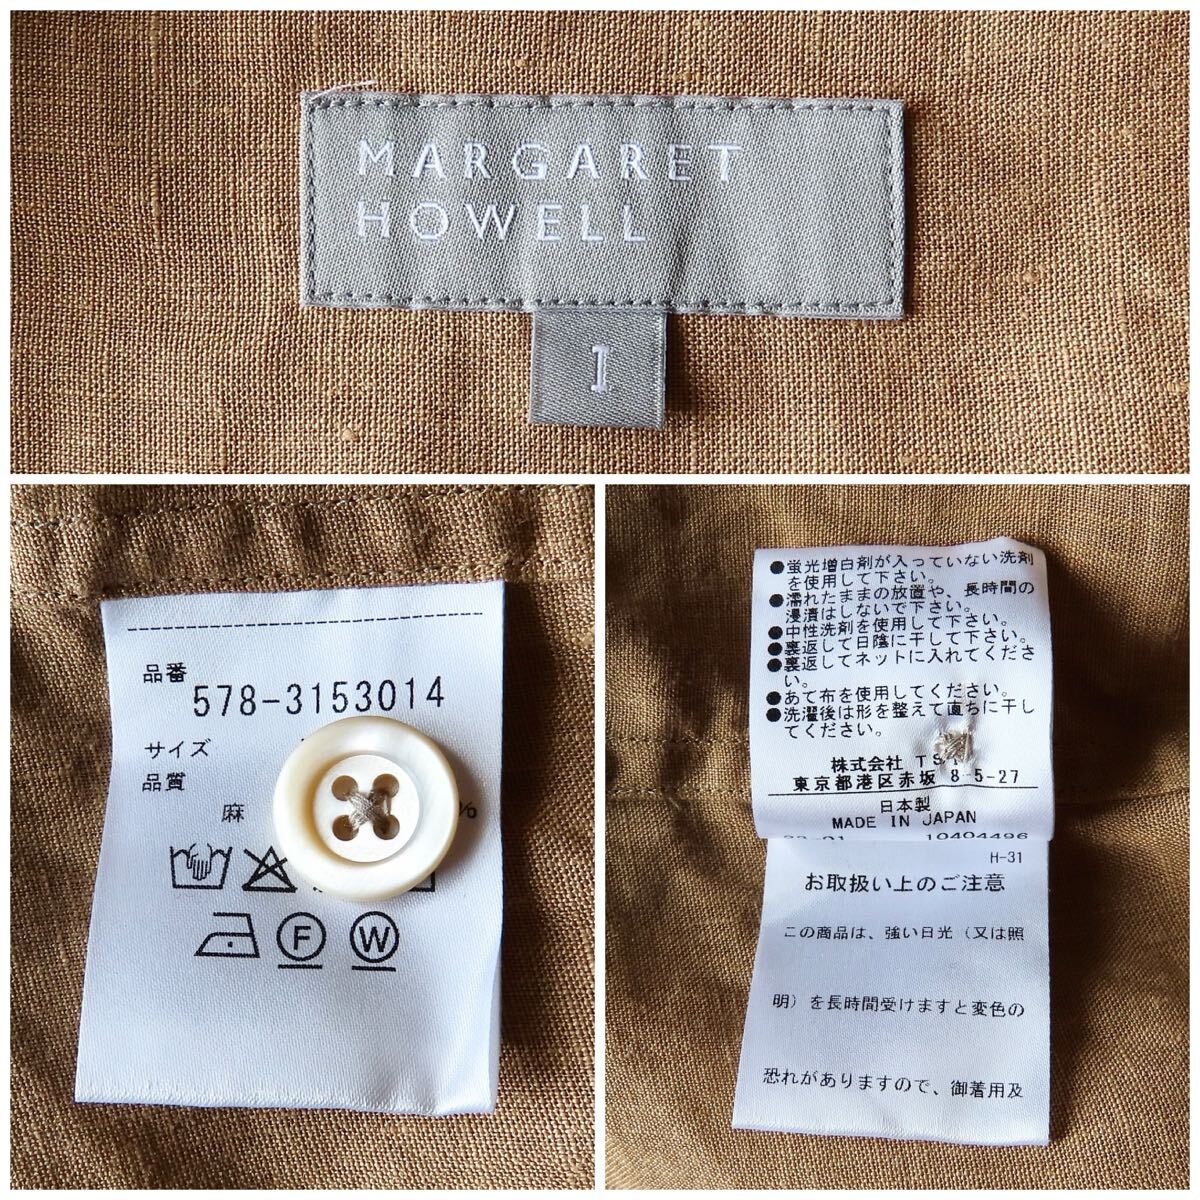 MARGARET
HOWELL
I
品番
578-3153014
サイズ
品質
麻 %
F W
●蛍光増白剤が入っていない洗剤
を使用して下さい。
●濡れたままの放置や、長時間の
浸漬はしないで下さい。
●中性洗剤を使用して下さい。
●裏返して日陰に干して下さい。
●裏返してネットに入れてくださ
い。
●あて布を使用してください。
●洗濯後は形を整えて直ちに干し
てください。
株式会社 TSI
東京都港区赤坂 8-5-27
日本製
MADE IN JAPAN
10404496
H-31
お取扱い上のご注意
この商品は、強い日光(又は照
明)を長時間受けますと変色の
恐れがありますので、御着用及